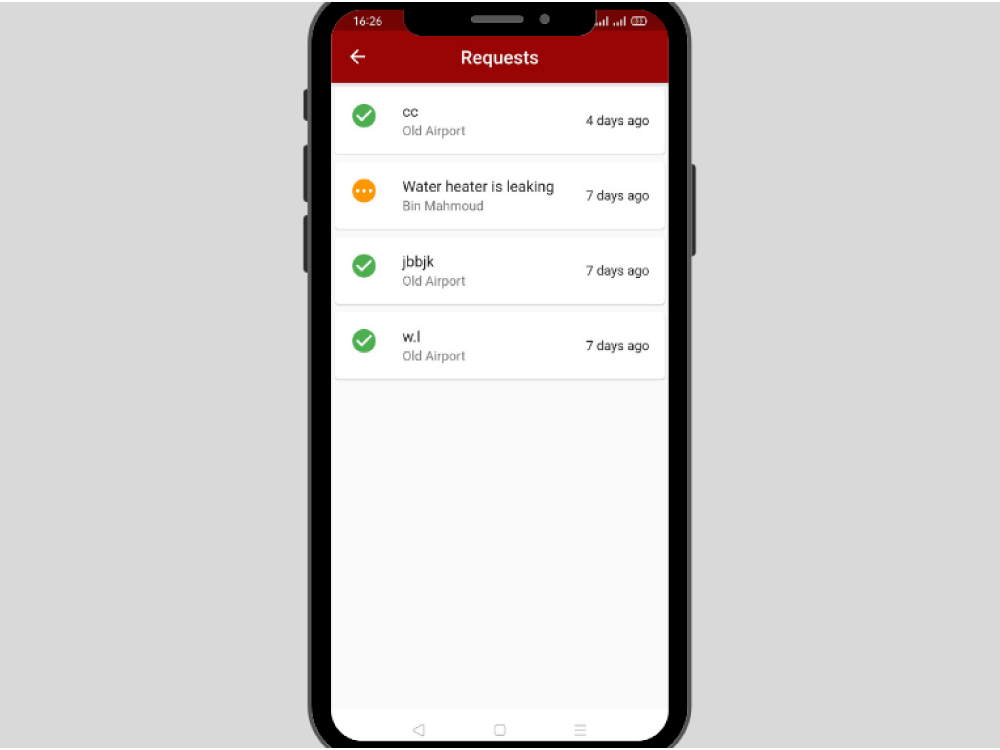 16:26
Requests
cc
Old Airport
4 days ago
Water heater is leaking
Bin Mahmoud
7 days ago
jbbjk
Old Airport
7 days ago
w.l
Old Airport
7 days ago